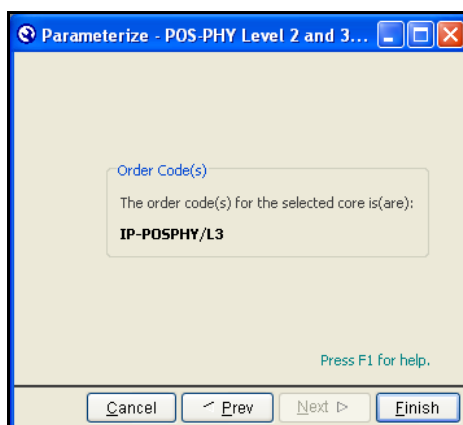 Parameterize - POS-PHY Level 2 and 3...
Order Code(s)
The order code(s) for the selected core is(are):
IP-POSPHY/L3
Press F1 for help.
Cancel Prev Next Finish